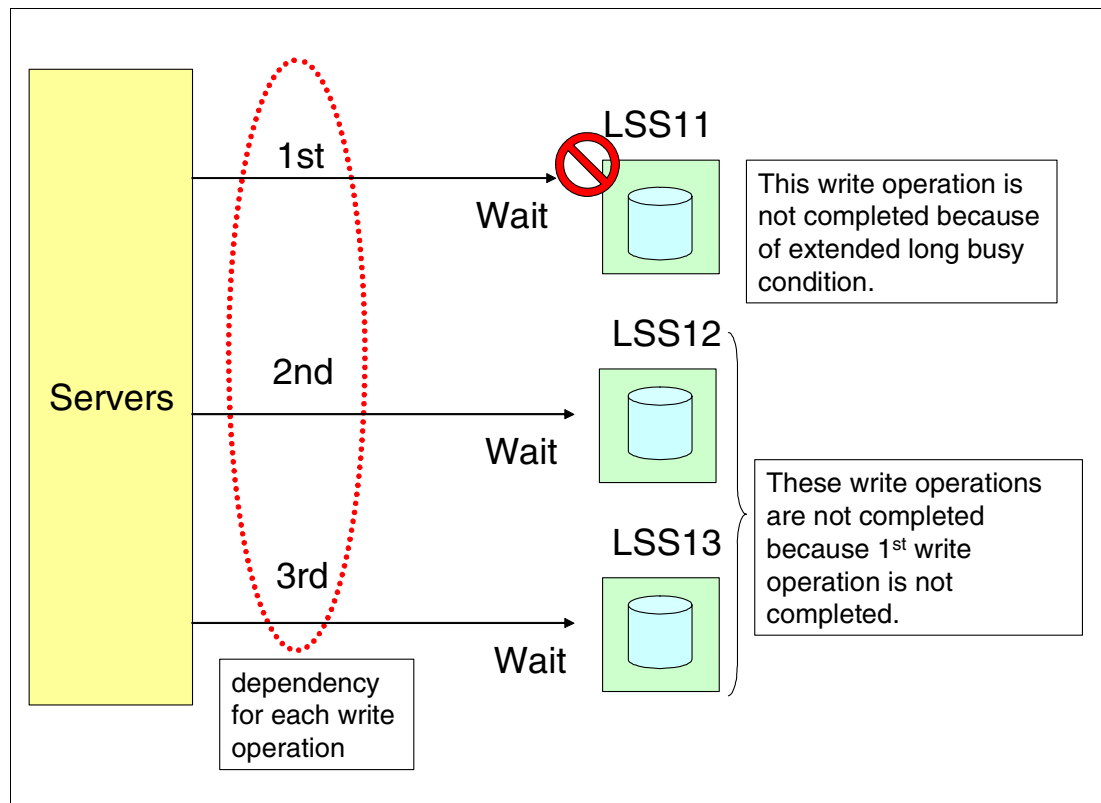 Servers
1st
Wait
LSS11
This write operation is
not completed because
of extended long busy
condition.
2nd
Wait
LSS12
3rd
Wait
LSS13
These write operations
are not completed
because 1st write
operation is not
completed.
dependency
for each write
operation